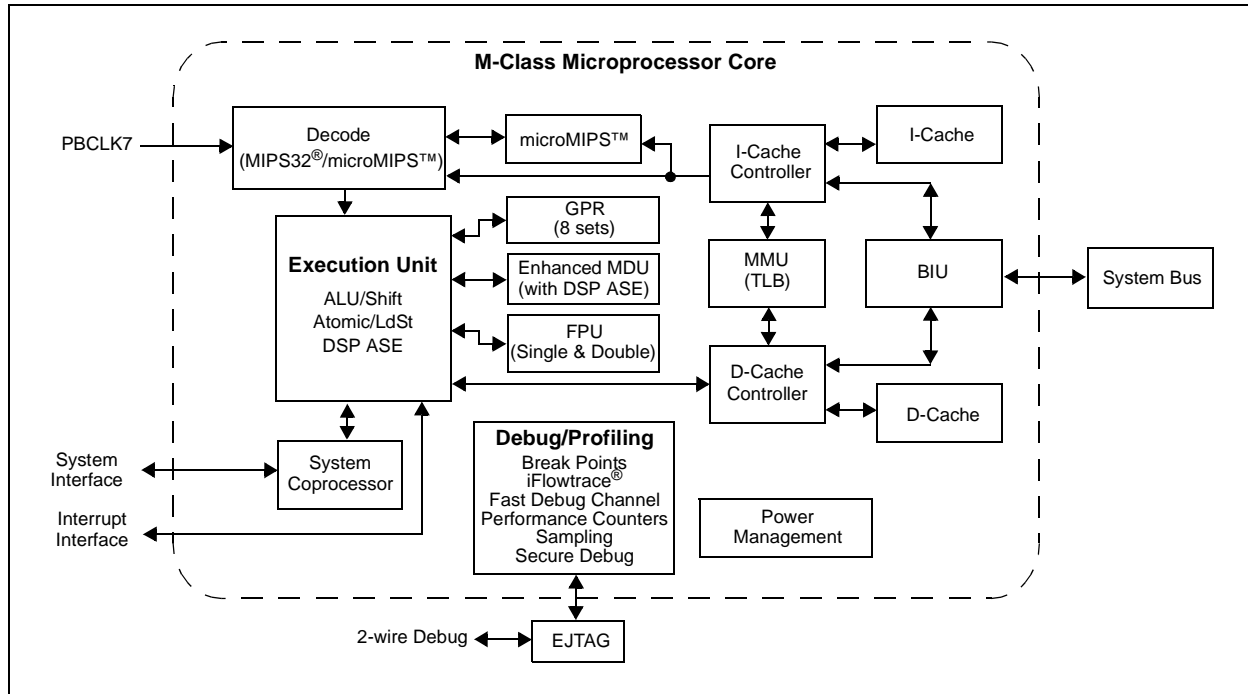 M-Class Microprocessor Core
PBCLK7
Decode
(MIPS32®/microMIPS™)
microMIPS™
I-Cache
Controller
I-Cache
GPR
(8 sets)
Execution Unit
ALU/Shift
Atomic/LdSt
DSP ASE
Enhanced MDU
(with DSP ASE)
MMU
(TLB)
BIU
System Bus
FPU
(Single & Double)
D-Cache
Controller
D-Cache
System
Interface
System
Coprocessor
Interrupt
Interface
Debug/Profiling
Break Points
iFlowtrace®
Fast Debug Channel
Performance Counters
Sampling
Secure Debug
Power
Management
2-wire Debug
EJTAG